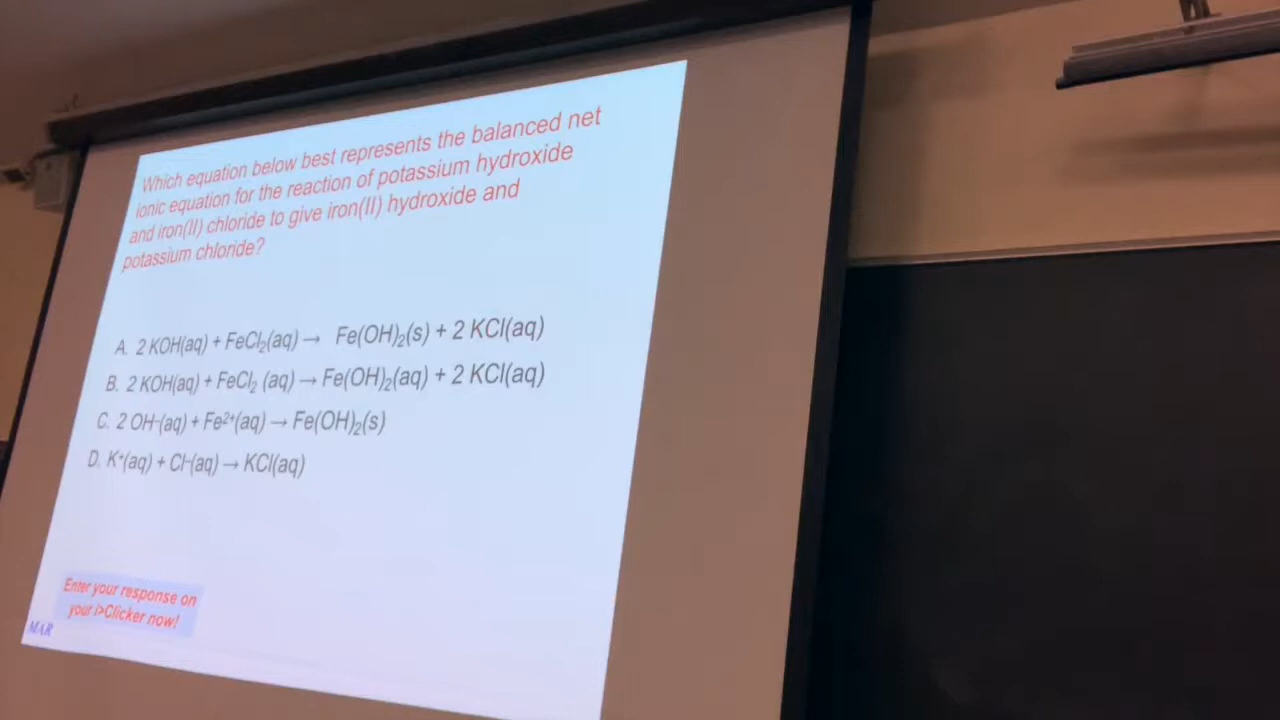 Which equation below best represents the balanced net
ionic equation for the reaction of potassium hydroxide
and iron(II) chloride to give iron(II) hydroxide and
potassium chloride?
A. 2 KOH(aq) + FeCl₂(aq) → Fe(OH)₂(s) + 2 KCl(aq)
B. 2 KOH(aq) + FeCl₂ (aq) → Fe(OH)₂(aq) + 2 KCl(aq)
C. 2 OH⁻(aq) + Fe²⁺(aq) → Fe(OH)₂(s)
D. K⁺(aq) + Cl⁻(aq) → KCl(aq)
Enter your response on
your i>Clicker now!
MAR